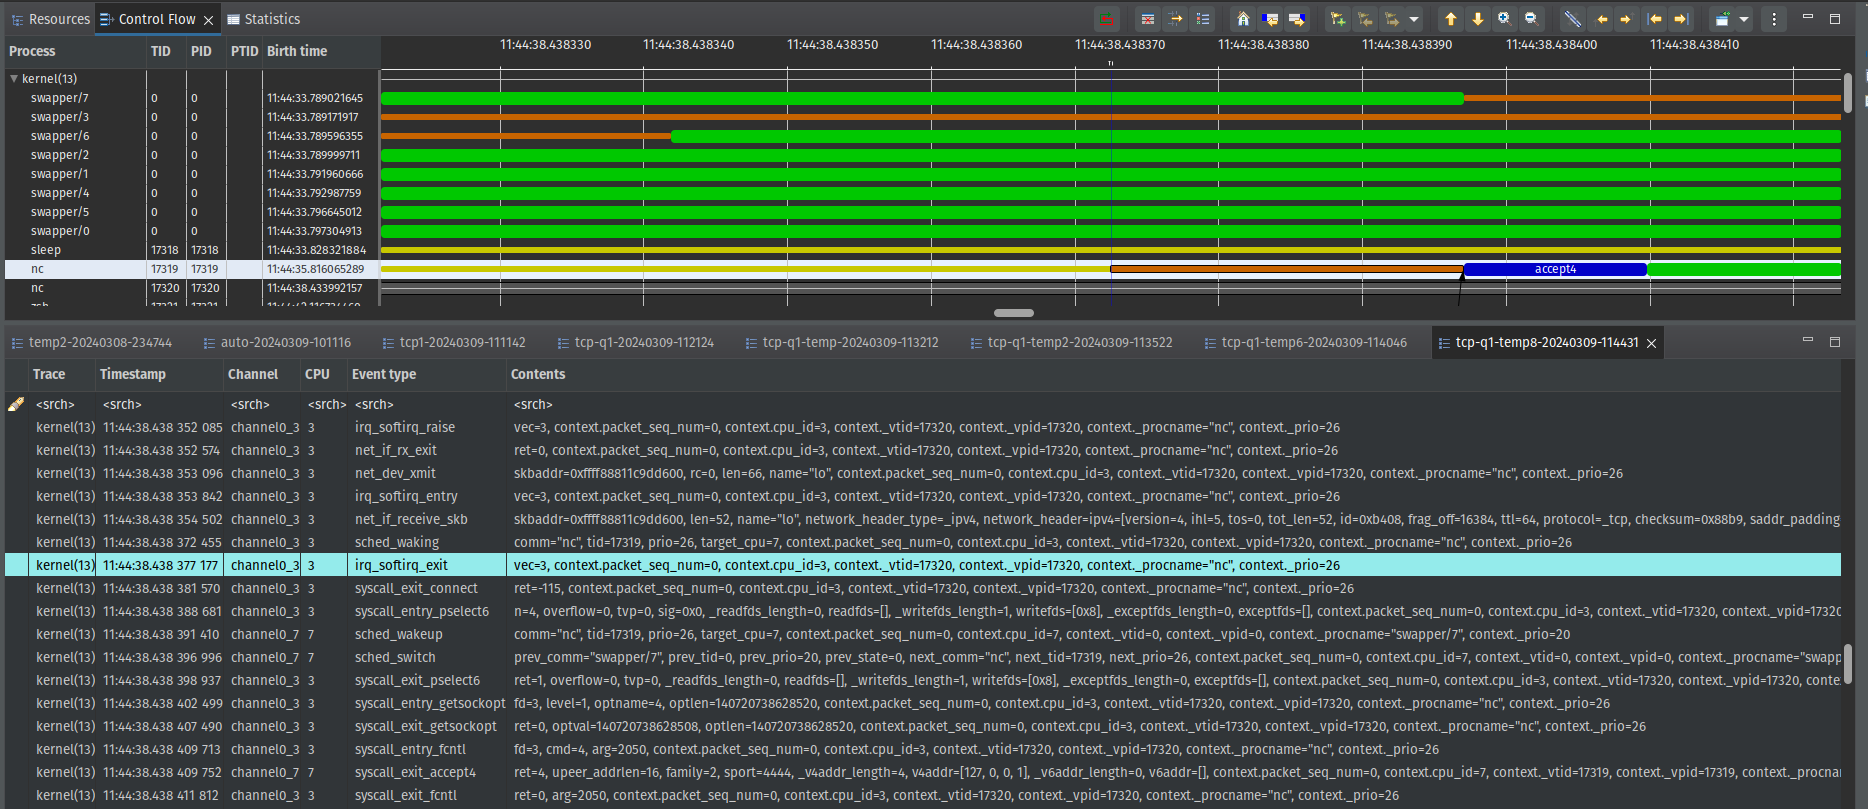 Resources Control Flow Statistics
Process TID PID PTID Birth time 11:44:38.438330 11:44:38.438340 11:44:38.438350 11:44:38.438360 11:44:38.438370 11:44:38.438380 11:44:38.438390 11:44:38.438400 11:44:38.438410
kernel(13)
swapper/7 0 0 11:44:33.789021645
swapper/3 0 0 11:44:33.789171917
swapper/6 0 0 11:44:33.789596355
swapper/2 0 0 11:44:33.789999711
swapper/1 0 0 11:44:33.791960666
swapper/4 0 0 11:44:33.792987759
swapper/5 0 0 11:44:33.796645012
swapper/0 0 0 11:44:33.797304913
sleep 17318 17318 11:44:33.828321884
nc 17319 17319 11:44:35.816065289 accept4
nc 17320 17320 11:44:38.433992157
temp2-20240308-234744 auto-20240309-101116 tcp1-20240309-111142 tcp-q1-20240309-112124 tcp-q1-temp-20240309-113212 tcp-q1-temp2-20240309-113522 tcp-q1-temp6-20240309-114046 tcp-q1-temp8-20240309-114431
Trace Timestamp Channel CPU Event type Contents
<srch> <srch> <srch> <srch> <srch> <srch>
kernel(13) 11:44:38.438 352 085 channel0_3 3 irq_softirq_raise vec=3, context.packet_seq_num=0, context.cpu_id=3, context._vtid=17320, context._vpid=17320, context._procname="nc", context._prio=26
kernel(13) 11:44:38.438 352 574 channel0_3 3 net_if_rx_exit ret=0, context.packet_seq_num=0, context.cpu_id=3, context._vtid=17320, context._vpid=17320, context._procname="nc", context._prio=26
kernel(13) 11:44:38.438 353 096 channel0_3 3 net_dev_xmit skbaddr=0xffff88811c9dd600, rc=0, len=66, name="lo", context.packet_seq_num=0, context.cpu_id=3, context._vtid=17320, context._vpid=17320, context._procname="nc", context._prio=26
kernel(13) 11:44:38.438 353 842 channel0_3 3 irq_softirq_entry vec=3, context.packet_seq_num=0, context.cpu_id=3, context._vtid=17320, context._vpid=17320, context._procname="nc", context._prio=26
kernel(13) 11:44:38.438 354 502 channel0_3 3 net_if_receive_skb skbaddr=0xffff88811c9dd600, len=52, name="lo", network_header_type=_ipv4, network_header=ipv4=[version=4, ihl=5, tos=0, tot_len=52, id=0xb408, frag_off=16384, ttl=64, protocol=_tcp, checksum=0x88b9, saddr_padding
kernel(13) 11:44:38.438 372 455 channel0_3 3 sched_waking comm="nc", tid=17319, prio=26, target_cpu=7, context.packet_seq_num=0, context.cpu_id=3, context._vtid=17320, context._vpid=17320, context._procname="nc", context._prio=26
kernel(13) 11:44:38.438 377 177 channel0_3 3 irq_softirq_exit vec=3, context.packet_seq_num=0, context.cpu_id=3, context._vtid=17320, context._vpid=17320, context._procname="nc", context._prio=26
kernel(13) 11:44:38.438 381 570 channel0_3 3 syscall_exit_connect ret=-115, context.packet_seq_num=0, context.cpu_id=3, context._vtid=17320, context._vpid=17320, context._procname="nc", context._prio=26
kernel(13) 11:44:38.438 388 681 channel0_3 3 syscall_entry_pselect6 n=4, overflow=0, tvp=0, sig=0x0, _readfds_length=0, readfds=[], _writefds_length=1, writefds=[0x8], _exceptfds_length=0, exceptfds=[], context.packet_seq_num=0, context.cpu_id=3, context._vtid=17320, context._vpid=17320
kernel(13) 11:44:38.438 391 410 channel0_7 7 sched_wakeup comm="nc", tid=17319, prio=26, target_cpu=7, context.packet_seq_num=0, context.cpu_id=7, context._vtid=0, context._vpid=0, context._procname="swapper/7", context._prio=20
kernel(13) 11:44:38.438 396 996 channel0_7 7 sched_switch prev_comm="swapper/7", prev_tid=0, prev_prio=20, prev_state=0, next_comm="nc", next_tid=17319, next_prio=26, context.packet_seq_num=0, context.cpu_id=7, context._vtid=0, context._vpid=0, context._procname="swapp
kernel(13) 11:44:38.438 398 937 channel0_3 3 syscall_exit_pselect6 ret=1, overflow=0, tvp=0, _readfds_length=0, readfds=[], _writefds_length=1, writefds=[0x8], _exceptfds_length=0, exceptfds=[], context.packet_seq_num=0, context.cpu_id=3, context._vtid=17320, context._vpid=17320, conte
kernel(13) 11:44:38.438 402 499 channel0_3 3 syscall_entry_getsockopt fd=3, level=1, optname=4, optlen=140720738628520, context.packet_seq_num=0, context.cpu_id=3, context._vtid=17320, context._vpid=17320, context._procname="nc", context._prio=26
kernel(13) 11:44:38.438 407 490 channel0_3 3 syscall_exit_getsockopt ret=0, optval=140720738628508, optlen=140720738628520, context.packet_seq_num=0, context.cpu_id=3, context._vtid=17320, context._vpid=17320, context._procname="nc", context._prio=26
kernel(13) 11:44:38.438 409 713 channel0_3 3 syscall_entry_fcntl fd=3, cmd=4, arg=2050, context.packet_seq_num=0, context.cpu_id=3, context._vtid=17320, context._vpid=17320, context._procname="nc", context._prio=26
kernel(13) 11:44:38.438 409 752 channel0_7 7 syscall_exit_accept4 ret=4, upeer_addrlen=16, family=2, sport=4444, _v4addr_length=4, v4addr=[127, 0, 0, 1], _v6addr_length=0, v6addr=[], context.packet_seq_num=0, context.cpu_id=7, context._vtid=17319, context._vpid=17319, context._procna
kernel(13) 11:44:38.438 411 812 channel0_3 3 syscall_exit_fcntl ret=0, arg=2050, context.packet_seq_num=0, context.cpu_id=3, context._vtid=17320, context._vpid=17320, context._procname="nc", context._prio=26